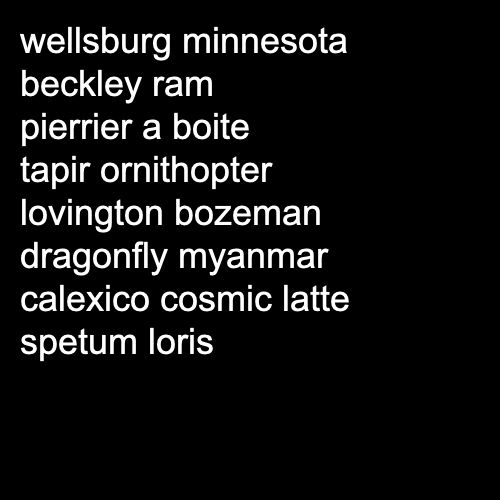 wellsburg minnesota
beckley ram
pierrier a boite
tapir ornithopter
lovington bozeman
dragonfly myanmar
calexico cosmic latte
spetum loris